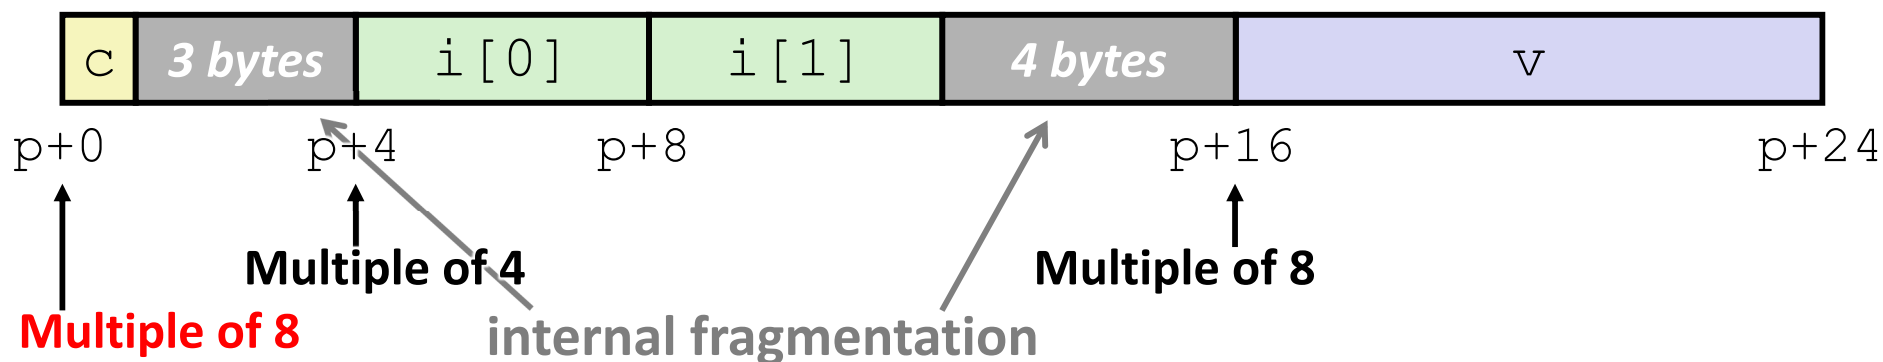 c 3 bytes i[0] i[1] 4 bytes v
p+0 p+4 p+8 p+16 p+24
Multiple of 4 Multiple of 8
Multiple of 8 internal fragmentation